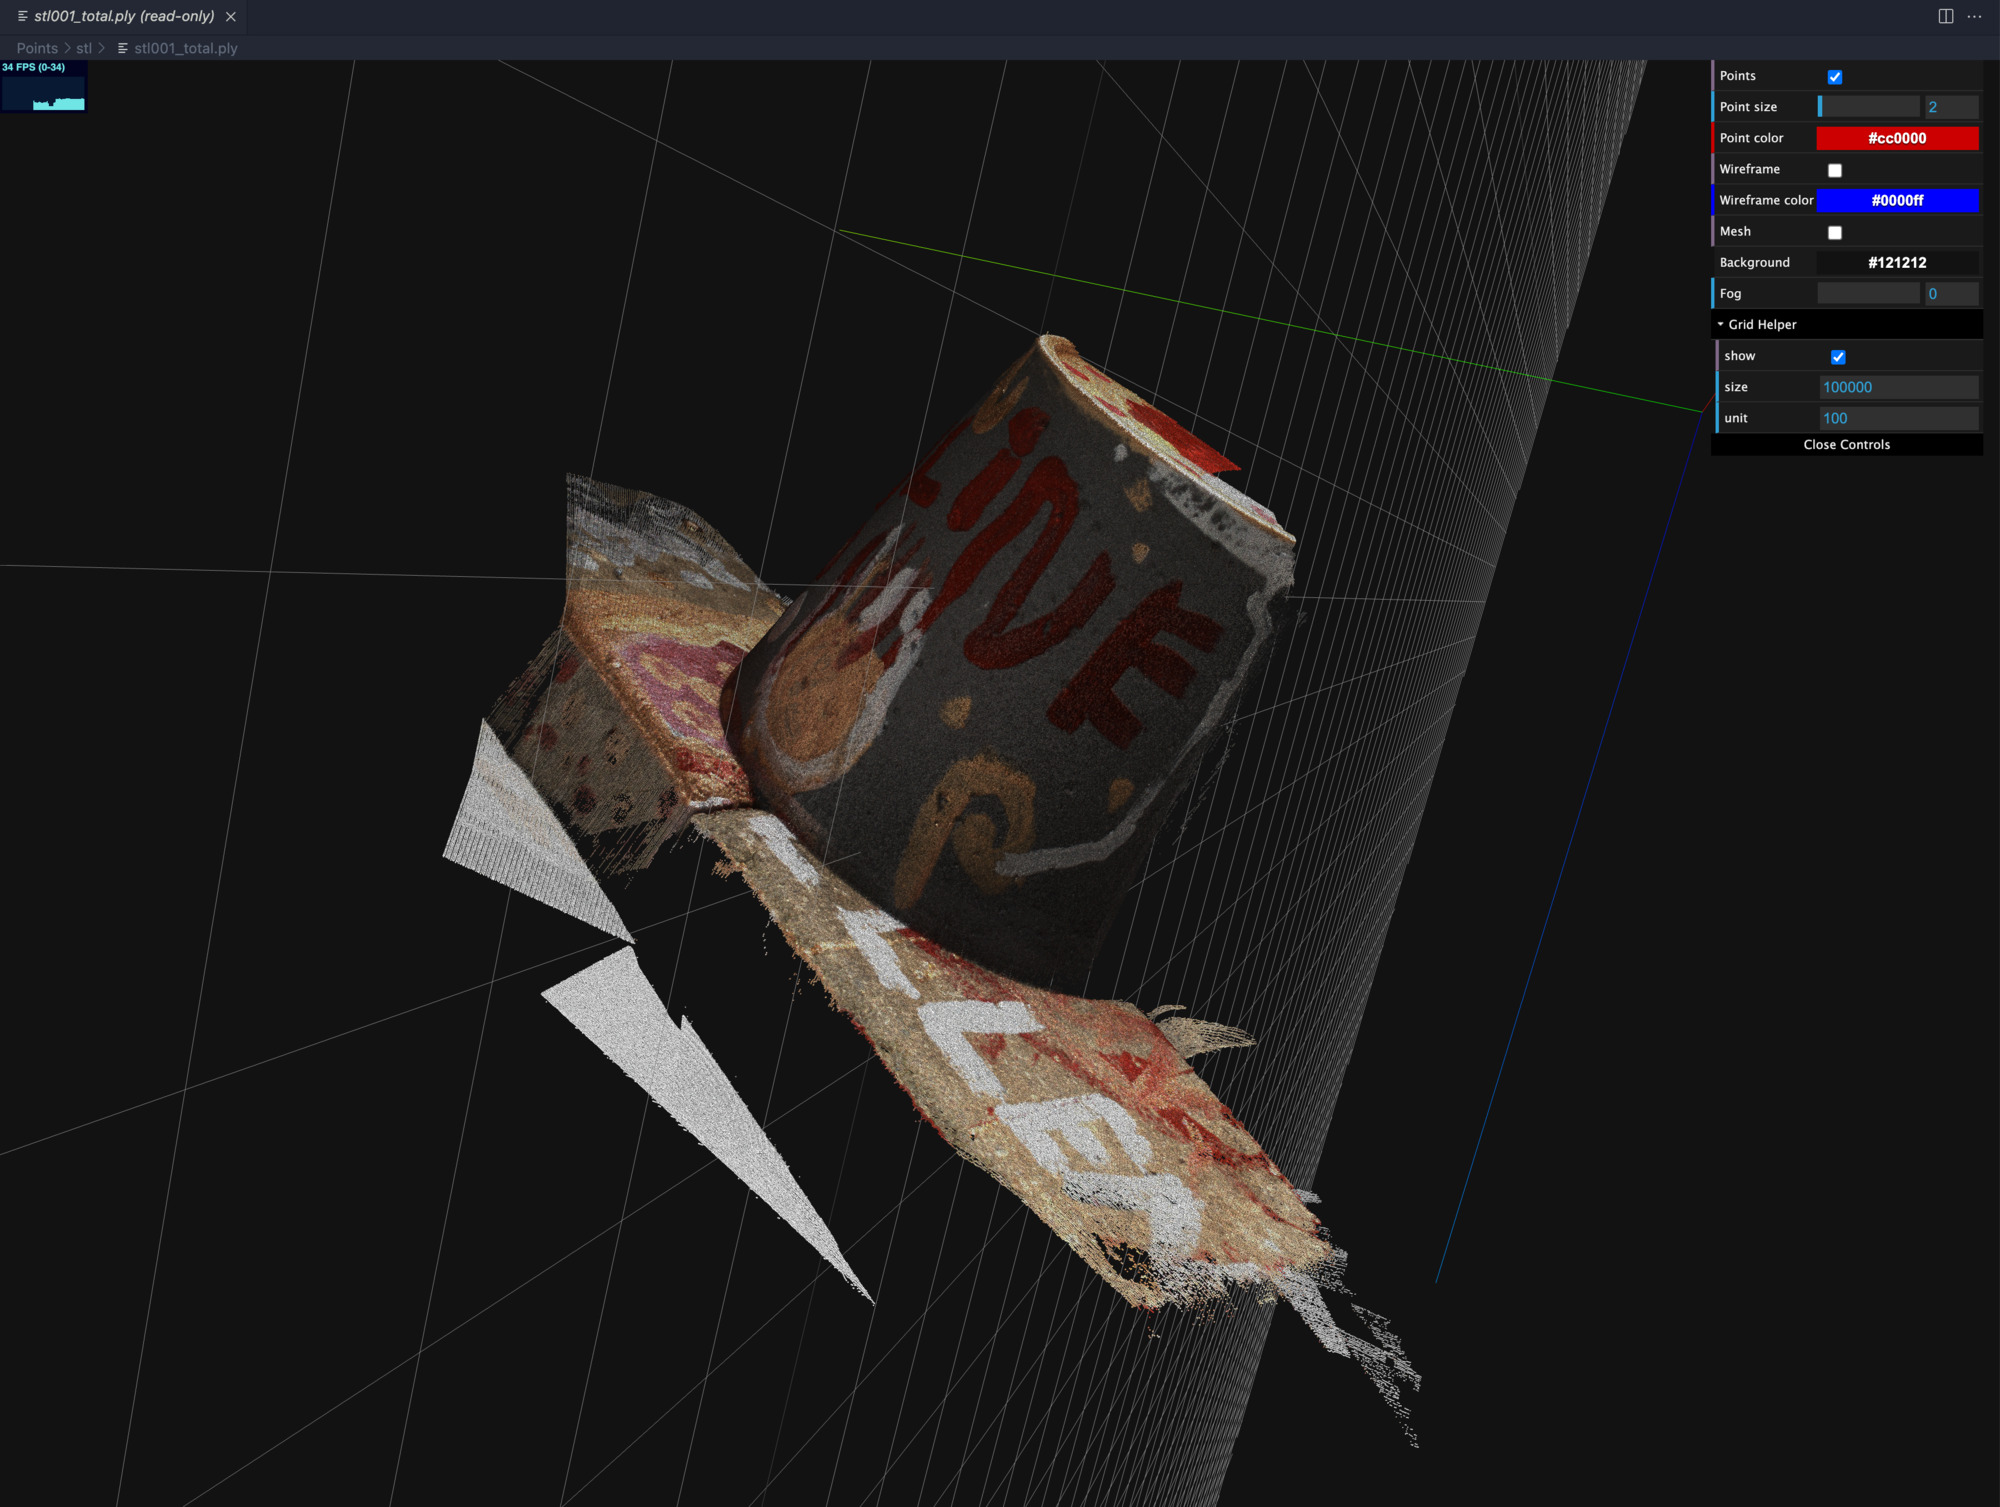 stl001_total.ply (read-only)
Points > stl > stl001_total.ply
34 FPS (0-34)
Points
Point size 2
Point color #cc0000
Wireframe
Wireframe color #0000ff
Mesh
Background #121212
Fog 0
Grid Helper
show
size 100000
unit 100
Close Controls